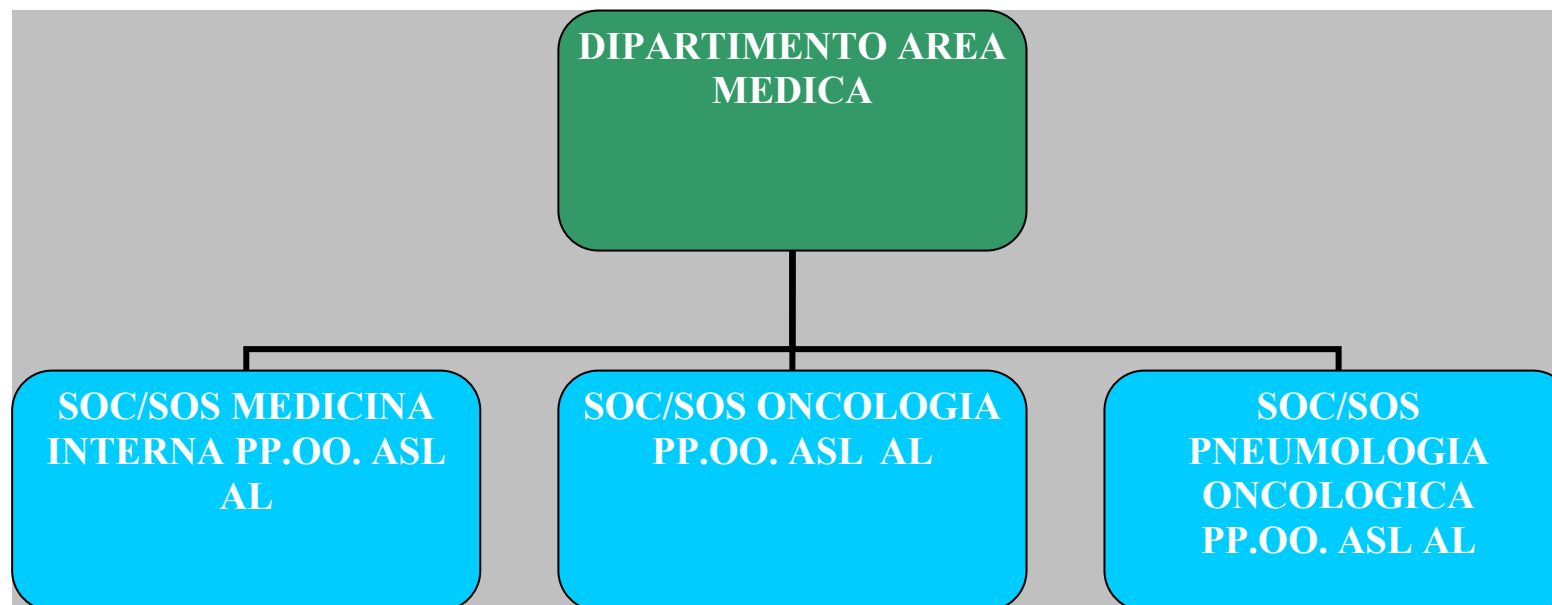 DIPARTIMENTO AREA
MEDICA
SOC/SOS MEDICINA
INTERNA PP.OO. ASL
AL
SOC/SOS ONCOLOGIA
PP.OO. ASL AL
SOC/SOS
PNEUMOLOGIA
ONCOLOGICA
PP.OO. ASL AL